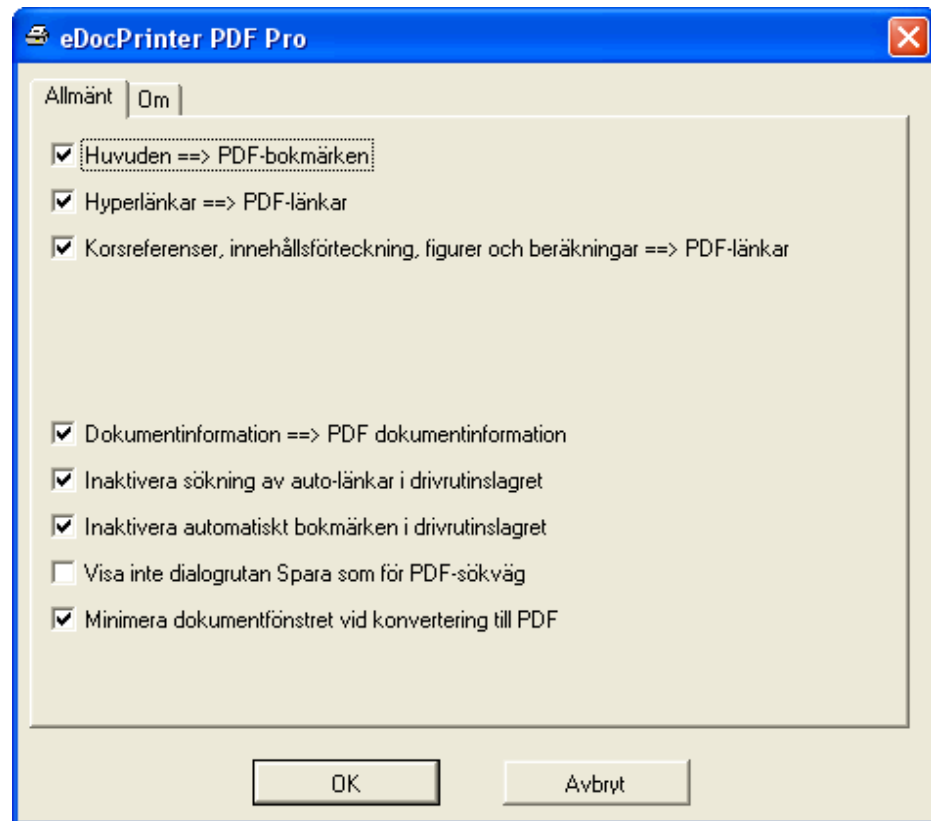 eDocPrinter PDF Pro
Allmänt Om
Huvuden ==> PDF-bokmärken
Hyperlänkar ==> PDF-länkar
Korsreferenser, innehållsförteckning, figurer och beräkningar ==> PDF-länkar
Dokumentinformation ==> PDF dokumentinformation
Inaktivera sökning av auto-länkar i drivrutinslagret
Inaktivera automatiskt bokmärken i drivrutinslagret
Visa inte dialogrutan Spara som för PDF-sökväg
Minimera dokumentfönstret vid konvertering till PDF
OK Avbryt